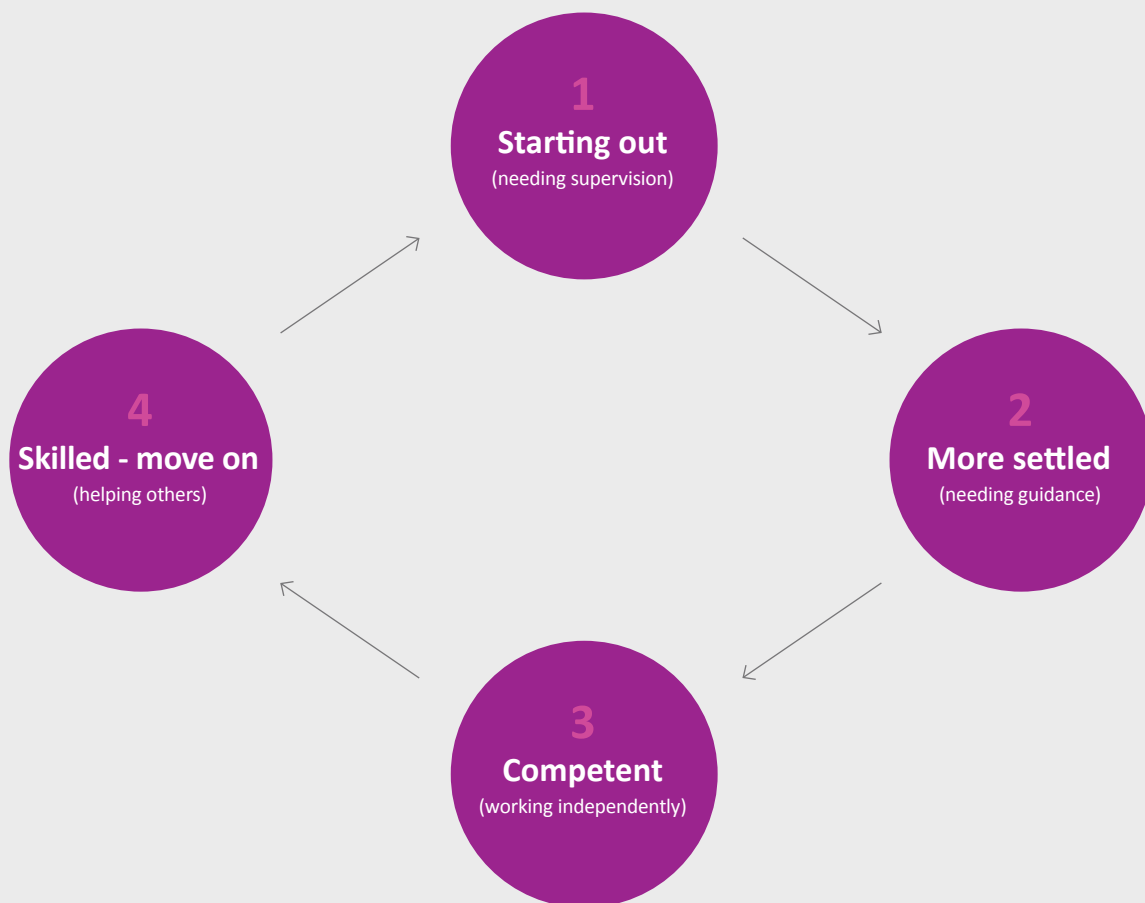 1
Starting out
(needing supervision)
2
More settled
(needing guidance)
3
Competent
(working independently)
4
Skilled - move on
(helping others)